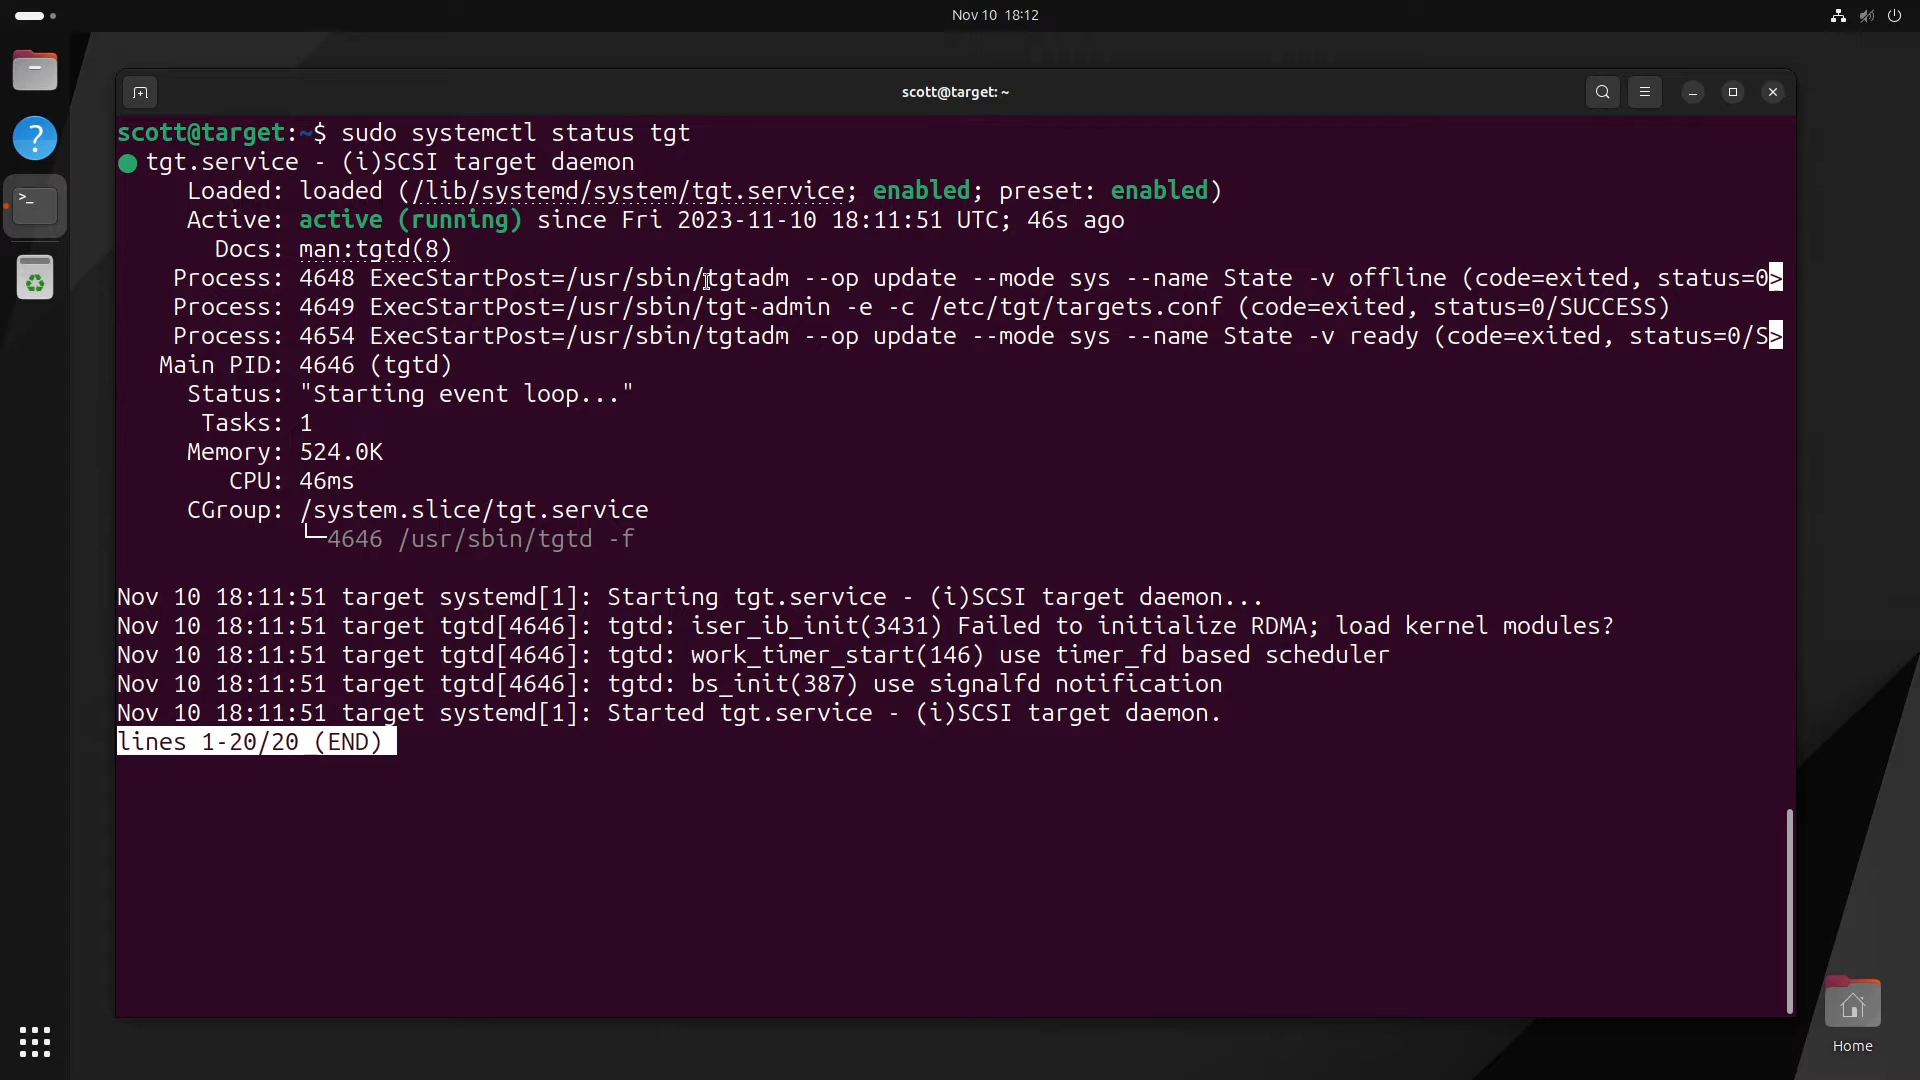 Nov 10 18:12
scott@target: ~
scott@target:~$ sudo systemctl status tgt
● tgt.service - (i)SCSI target daemon
Loaded: loaded (/lib/systemd/system/tgt.service; enabled; preset: enabled)
Active: active (running) since Fri 2023-11-10 18:11:51 UTC; 46s ago
Docs: man:tgtd(8)
Process: 4648 ExecStartPost=/usr/sbin/tgtadm --op update --mode sys --name State -v offline (code=exited, status=0>
Process: 4649 ExecStartPost=/usr/sbin/tgt-admin -e -c /etc/tgt/targets.conf (code=exited, status=0/SUCCESS)
Process: 4654 ExecStartPost=/usr/sbin/tgtadm --op update --mode sys --name State -v ready (code=exited, status=0/S>
Main PID: 4646 (tgtd)
Status: "Starting event loop..."
Tasks: 1
Memory: 524.0K
CPU: 46ms
CGroup: /system.slice/tgt.service
└─4646 /usr/sbin/tgtd -f
Nov 10 18:11:51 target systemd[1]: Starting tgt.service - (i)SCSI target daemon...
Nov 10 18:11:51 target tgtd[4646]: tgtd: iser_ib_init(3431) Failed to initialize RDMA; load kernel modules?
Nov 10 18:11:51 target tgtd[4646]: tgtd: work_timer_start(146) use timer_fd based scheduler
Nov 10 18:11:51 target tgtd[4646]: tgtd: bs_init(387) use signalfd notification
Nov 10 18:11:51 target systemd[1]: Started tgt.service - (i)SCSI target daemon.
lines 1-20/20 (END)
Home